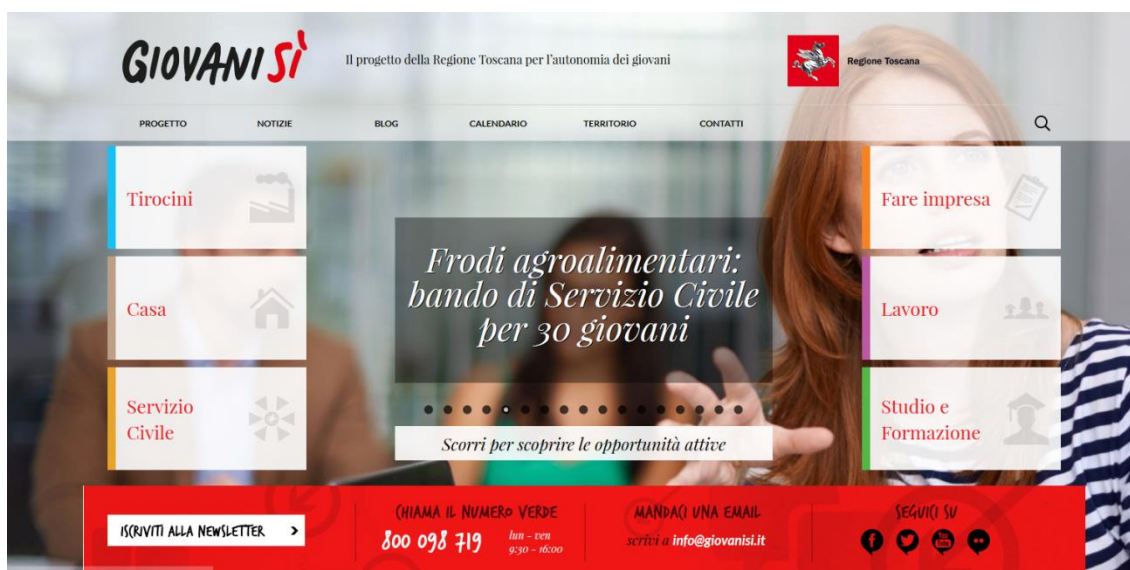 GIOVANISÌ
Il progetto della Regione Toscana per l'autonomia dei giovani
Regione Toscana
PROGETTO NOTIZIE BLOG CALENDARIO TERRITORIO CONTATTI
Tirocini
Casa
Servizio
Civile
Frodi agroalimentari:
bando di Servizio Civile
per 30 giovani
Scorri per scoprire le opportunità attive
Fare impresa
Lavoro
Studio e
Formazione
ISCRIVITI ALLA NEWSLETTER >
CHIAMA IL NUMERO VERDE
800 098 719
lun - ven
9:30 - 16:00
MANDACI UNA EMAIL
scrivi a info@giovanisi.it
SEGUICI SU
You
Tube